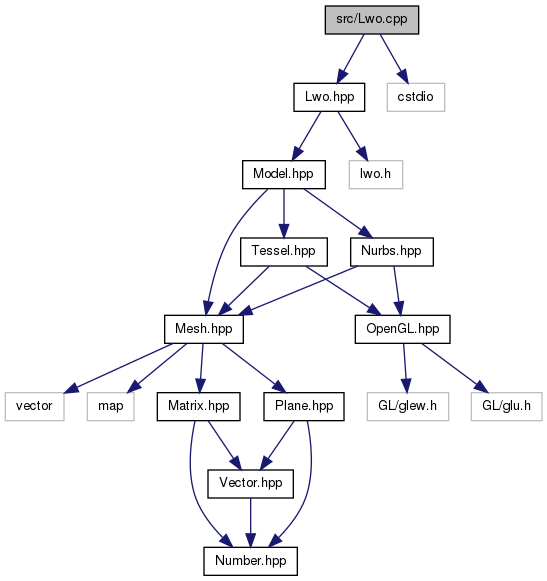 src/Lwo.cpp
Lwo.hpp
cstdio
Model.hpp
lwo.h
Tessel.hpp
Nurbs.hpp
Mesh.hpp
OpenGL.hpp
vector
map
Matrix.hpp
Plane.hpp
GL/glew.h
GL/glu.h
Vector.hpp
Number.hpp